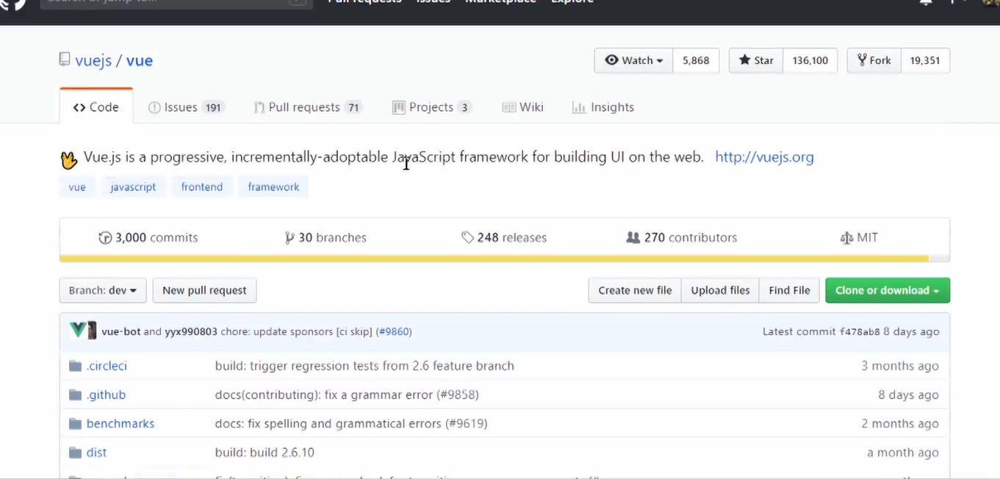 Search or jump to... Pull requests Issues Marketplace Explore
vuejs / vue Watch 5,868 Star 136,100 Fork 19,351
Code Issues 191 Pull requests 71 Projects 3 Wiki Insights
Vue.js is a progressive, incrementally-adoptable JavaScript framework for building UI on the web. http://vuejs.org
vue javascript frontend framework
3,000 commits 30 branches 248 releases 270 contributors MIT
Branch: dev New pull request Create new file Upload files Find File Clone or download
vue-bot and yyx990803 chore: update sponsors [ci skip] (#9860) Latest commit f478ab8 8 days ago
.circleci build: trigger regression tests from 2.6 feature branch 3 months ago
.github docs(contributing): fix a grammar error (#9858) 8 days ago
benchmarks docs: fix spelling and grammatical errors (#9619) 2 months ago
dist build: build 2.6.10 a month ago